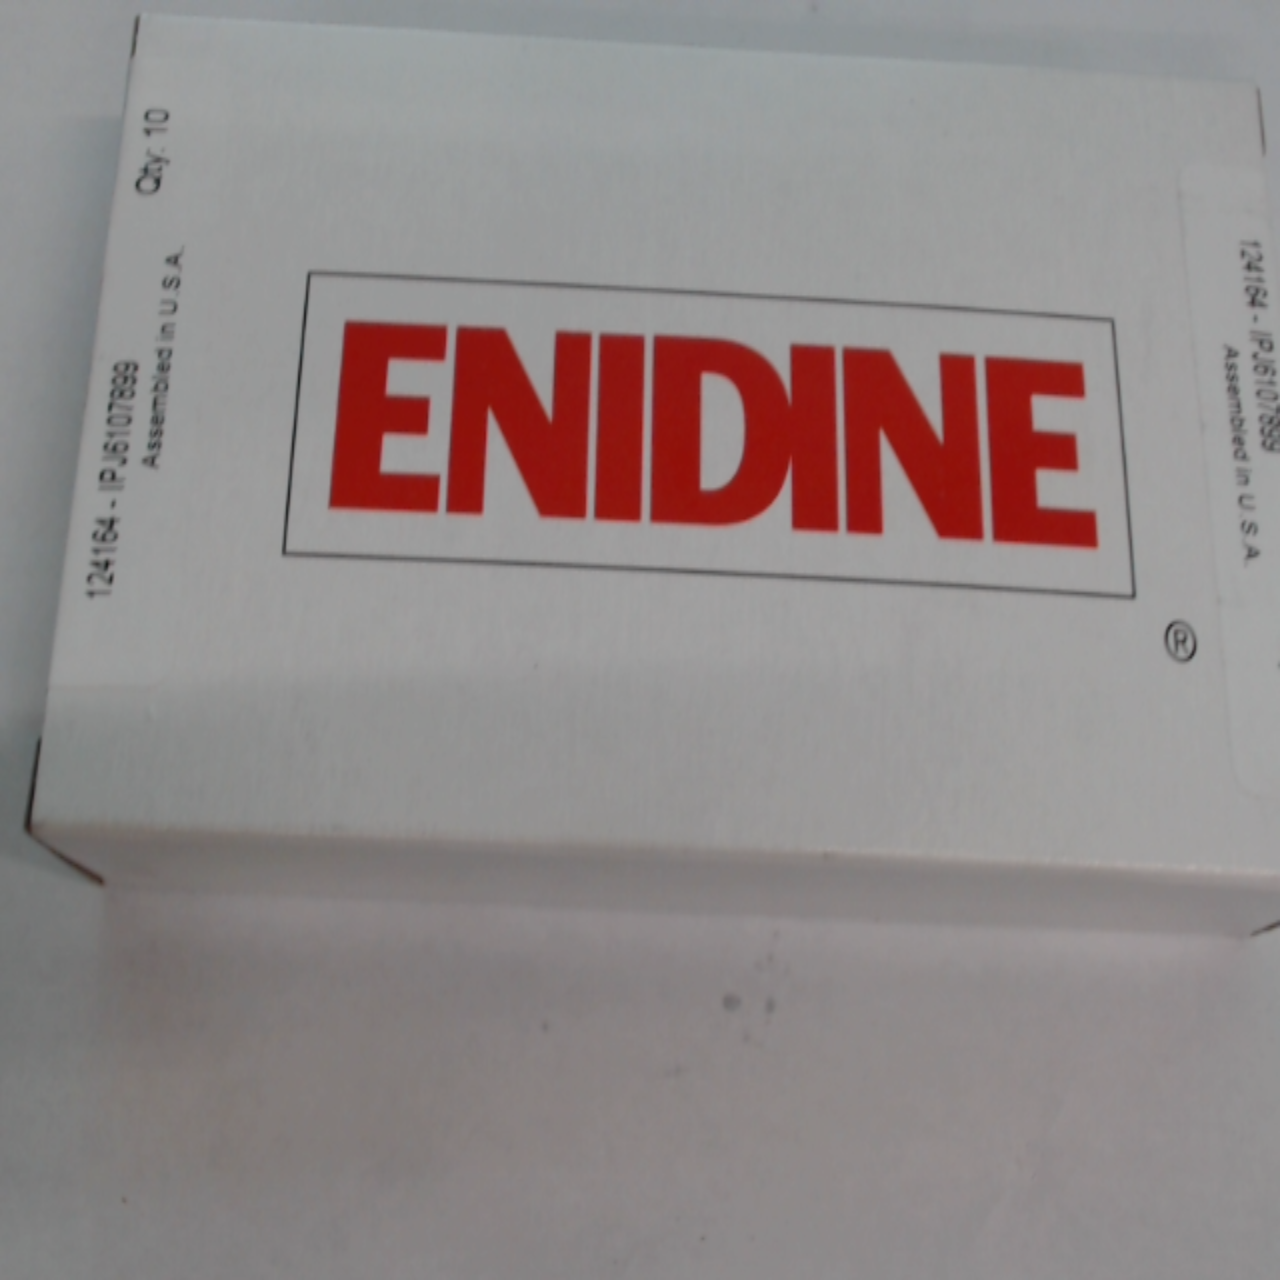 124164 - IPJ6107899 Qty: 10
Assembled in U.S.A.
ENIDINE
®
124164 - IPJ6107899
Assembled in U.S.A.